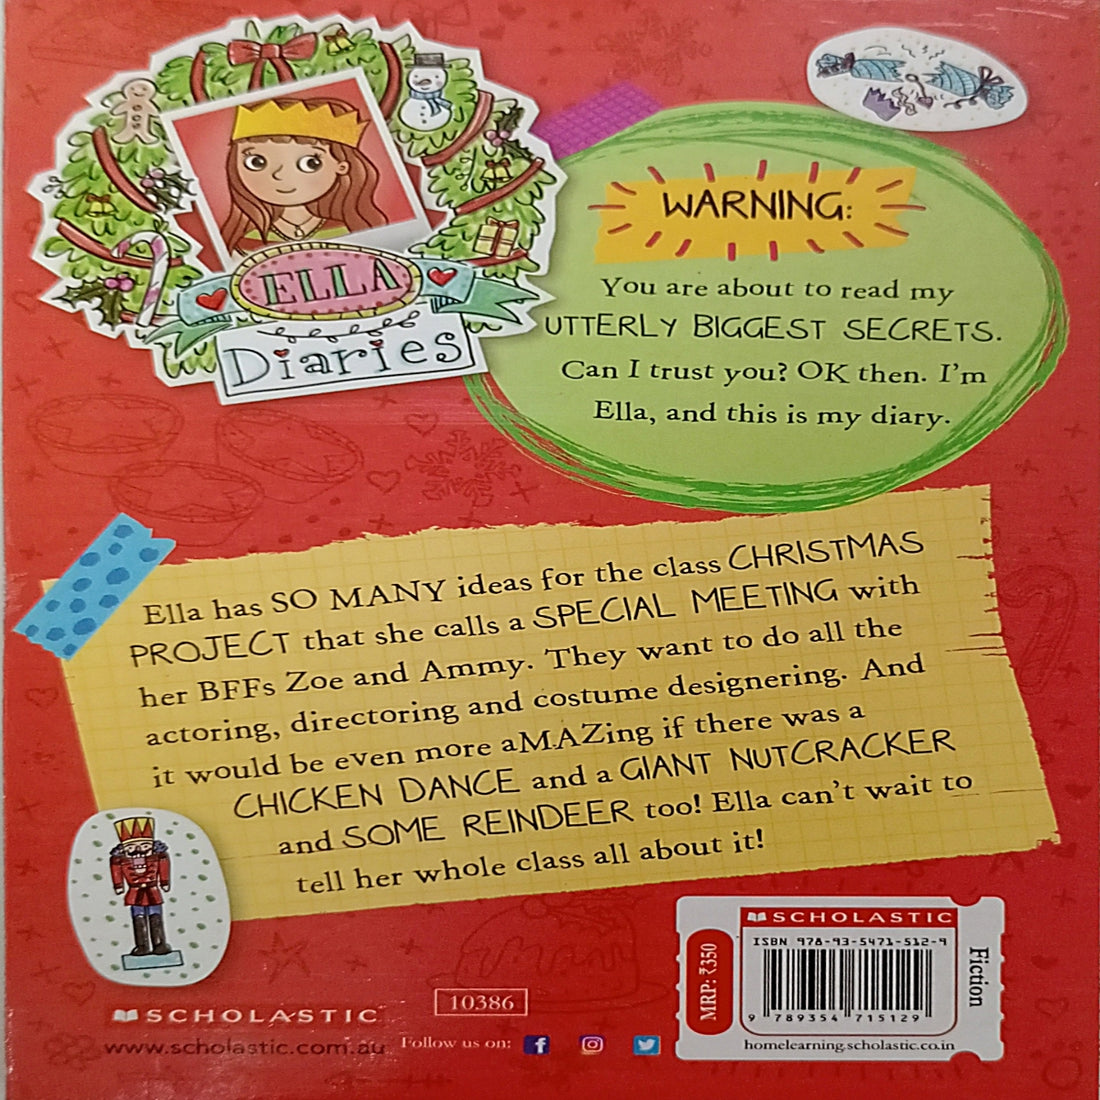 ELLA
Diaries
WARNING:
You are about to read my
UTTERLY BIGGEST SECRETS.
Can I trust you? OK then. I'm
Ella, and this is my diary.
Ella has SO MANY ideas for the class CHRISTMAS
PROJECT that she calls a SPECIAL MEETING with
her BFFs Zoe and Ammy. They want to do all the
actoring, directoring and costume designering. And
it would be even more aMAZing if there was a
CHICKEN DANCE and a GIANT NUTCRACKER
and SOME REINDEER too! Ella can't wait to
tell her whole class all about it!
SCHOLASTIC
www.scholastic.com.au
10386
Follow us on:
MRP: ₹350
SCHOLASTIC
ISBN 978-93-5471-512-9
9 789354 715129
homelearning.scholastic.co.in
Fiction